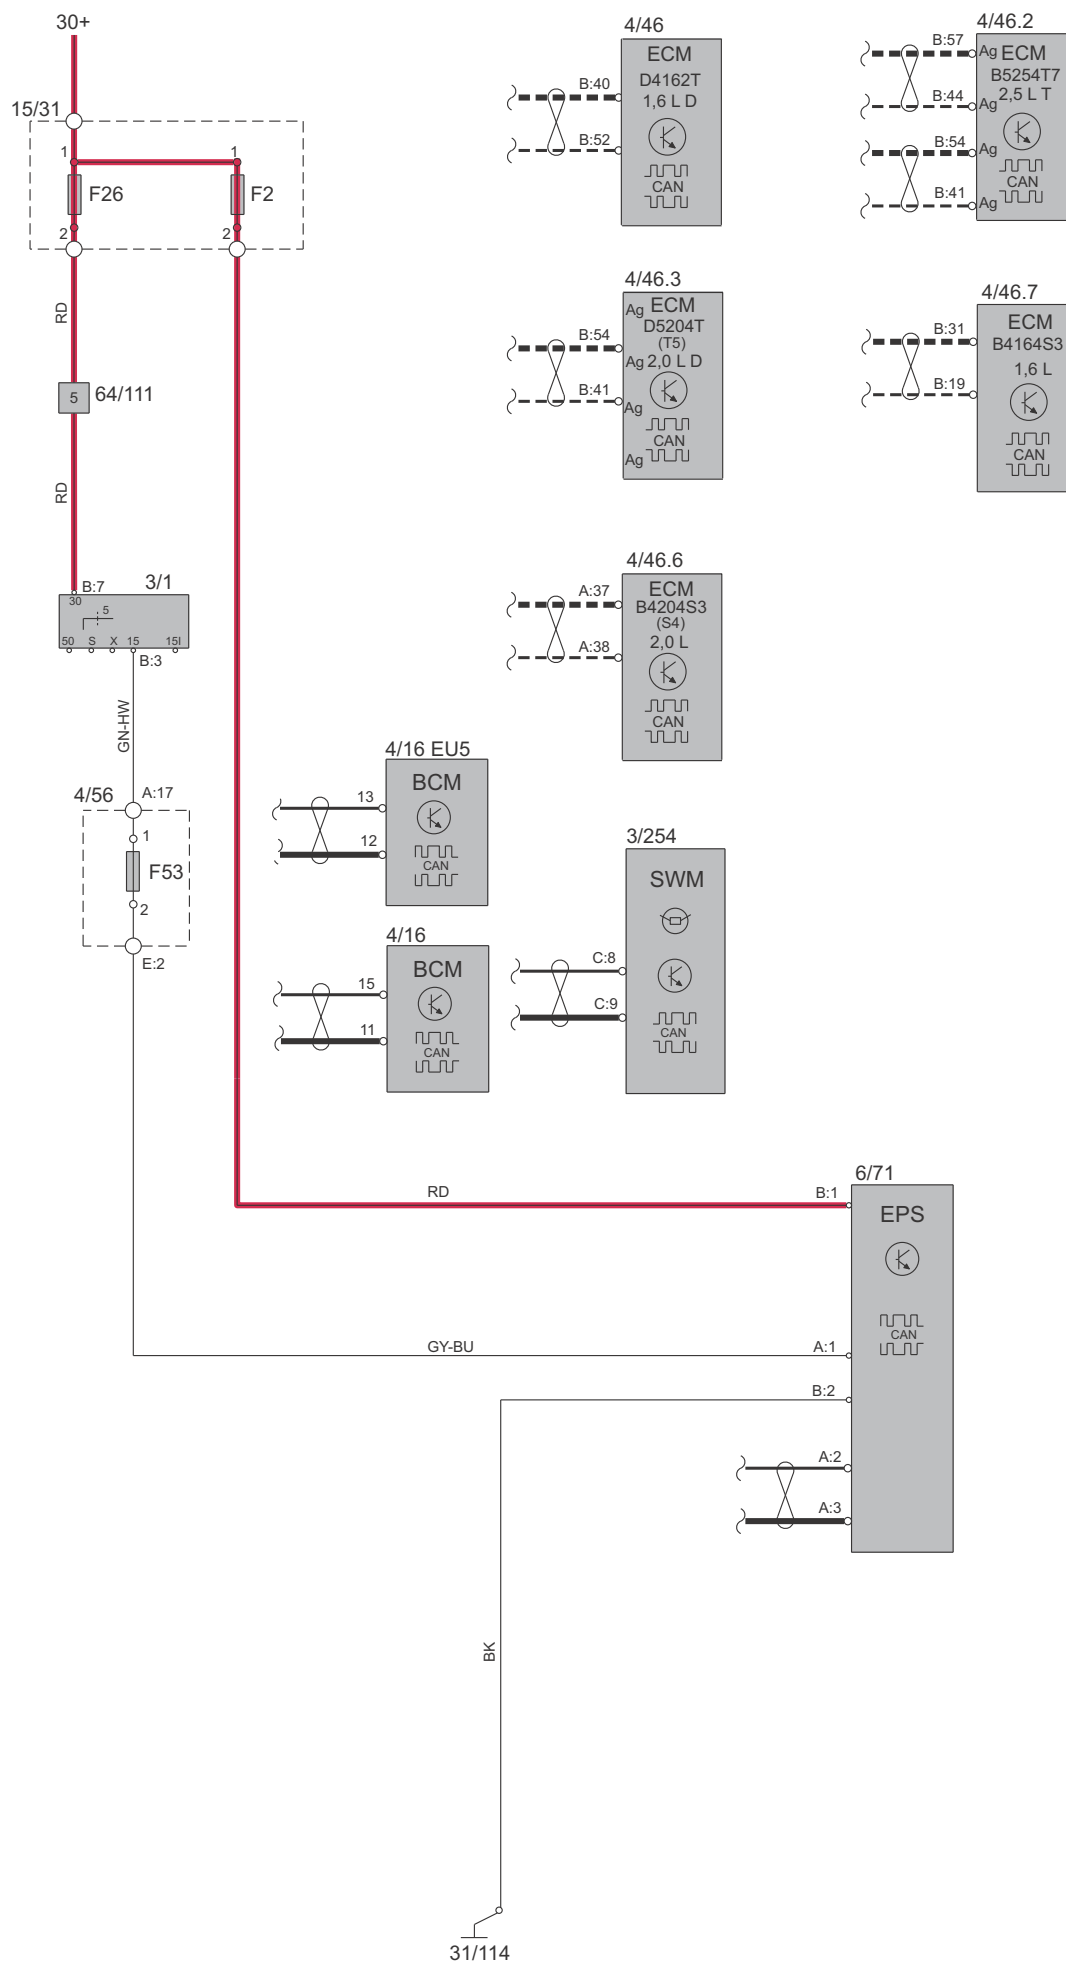 30+
15/31
1
1
F26
F2
2
2
RD
5
64/111
RD
B:7
3/1
30
5
50 S X 15 15I
B:3
GN-HW
4/56
A:17
1
F53
2
E:2
4/46
ECM
D4162T
1,6 L D
B:40
B:52
CAN
4/46.2
B:57
Ag
ECM
B5254T7
2,5 L T
B:44
Ag
B:54
Ag
CAN
B:41
Ag
4/46.3
Ag
ECM
D5204T
(T5)
B:54
Ag
2,0 L D
B:41
Ag
CAN
Ag
4/46.7
ECM
B:31
B4164S3
1,6 L
B:19
CAN
4/46.6
ECM
A:37
B4204S3
(S4)
2,0 L
A:38
CAN
4/16 EU5
BCM
13
12
CAN
4/16
BCM
15
11
CAN
3/254
SWM
C:8
C:9
CAN
6/71
RD
B:1
EPS
CAN
GY-BU
A:1
B:2
A:2
A:3
BK
31/114